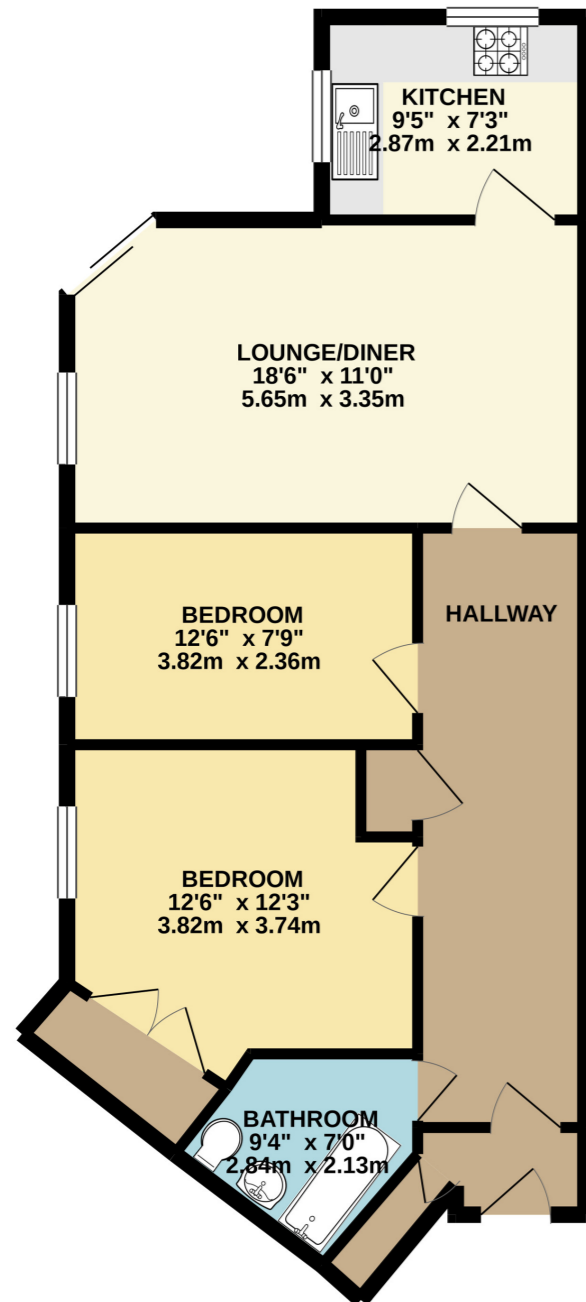 KITCHEN
9'5" x 7'3"
2.87m x 2.21m
LOUNGE/DINER
18'6" x 11'0"
5.65m x 3.35m
BEDROOM
12'6" x 7'9"
3.82m x 2.36m
HALLWAY
BEDROOM
12'6" x 12'3"
3.82m x 3.74m
BATHROOM
9'4" x 7'0"
2.84m x 2.13m